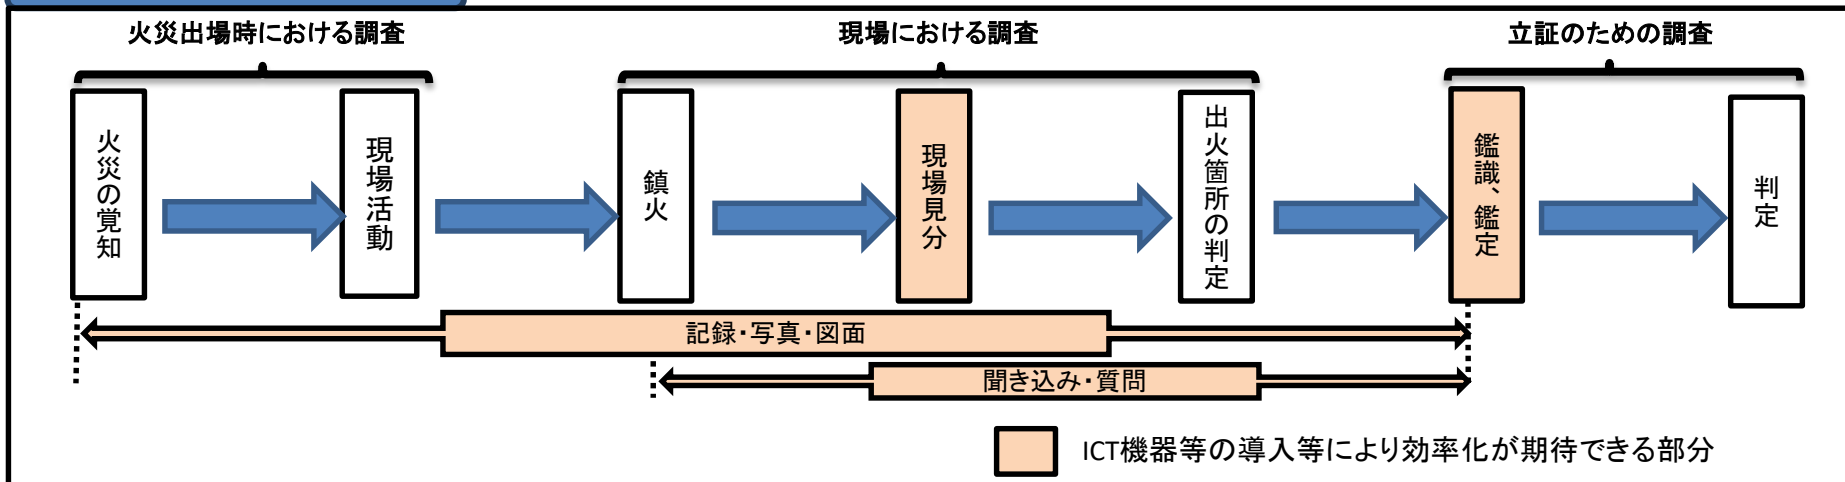 火災出場時における調査
現場における調査
立証のための調査
火災の覚知
現場活動
鎮火
現場見分
出火箇所の判定
鑑識、鑑定
判定
記録・写真・図面
聞き込み・質問
ICT機器等の導入等により効率化が期待できる部分